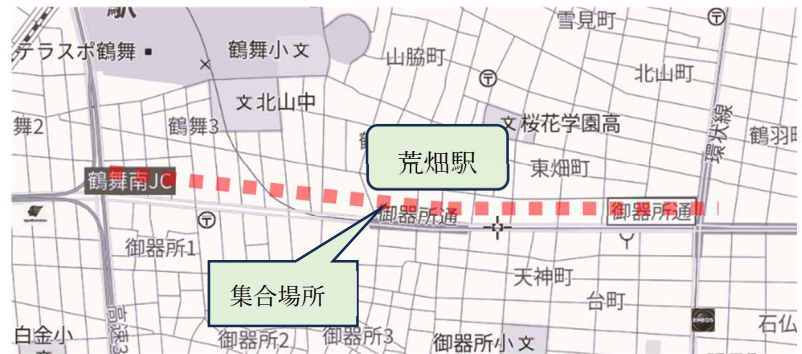 駅
雪見町
テラスポ鶴舞
鶴舞小文
山脇町
北山町
文北山中
舞2
鶴舞3
文桜花学園高
環状線
鶴羽
荒畑駅
東畑町
鶴舞南JC
御器所通
御器所通
御器所1
天神町
集合場所
台町
高速3
ENEOS
石仏
白金小
御器所2
御器所3
御器所小文